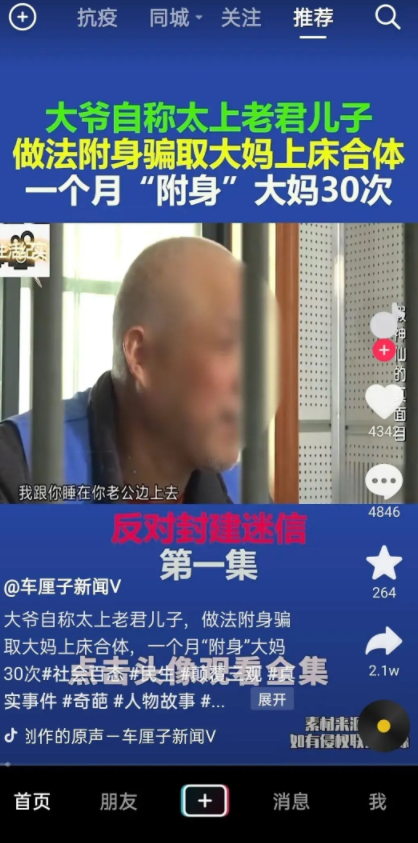 抗疫 同城 关注 推荐
大爷自称太上老君儿子
做法附身骗取大妈上床合体
一个月“附身”大妈30次
神仙的真面目
434
我跟你睡在你老公边上去
4846
反对封建迷信
第一集
264
@车厘子新闻V
大爷自称太上老君儿子，做法附身骗
取大妈上床合体，一个月“附身”大妈
2.1w
30次#社会百态 #民生 #颠覆三观 #真
点击头像观看全集
实事件 #奇葩 #人物故事 #...
展开
创作的原声－车厘子新闻V
素材来源
如有侵权联
首页 朋友 消息 我